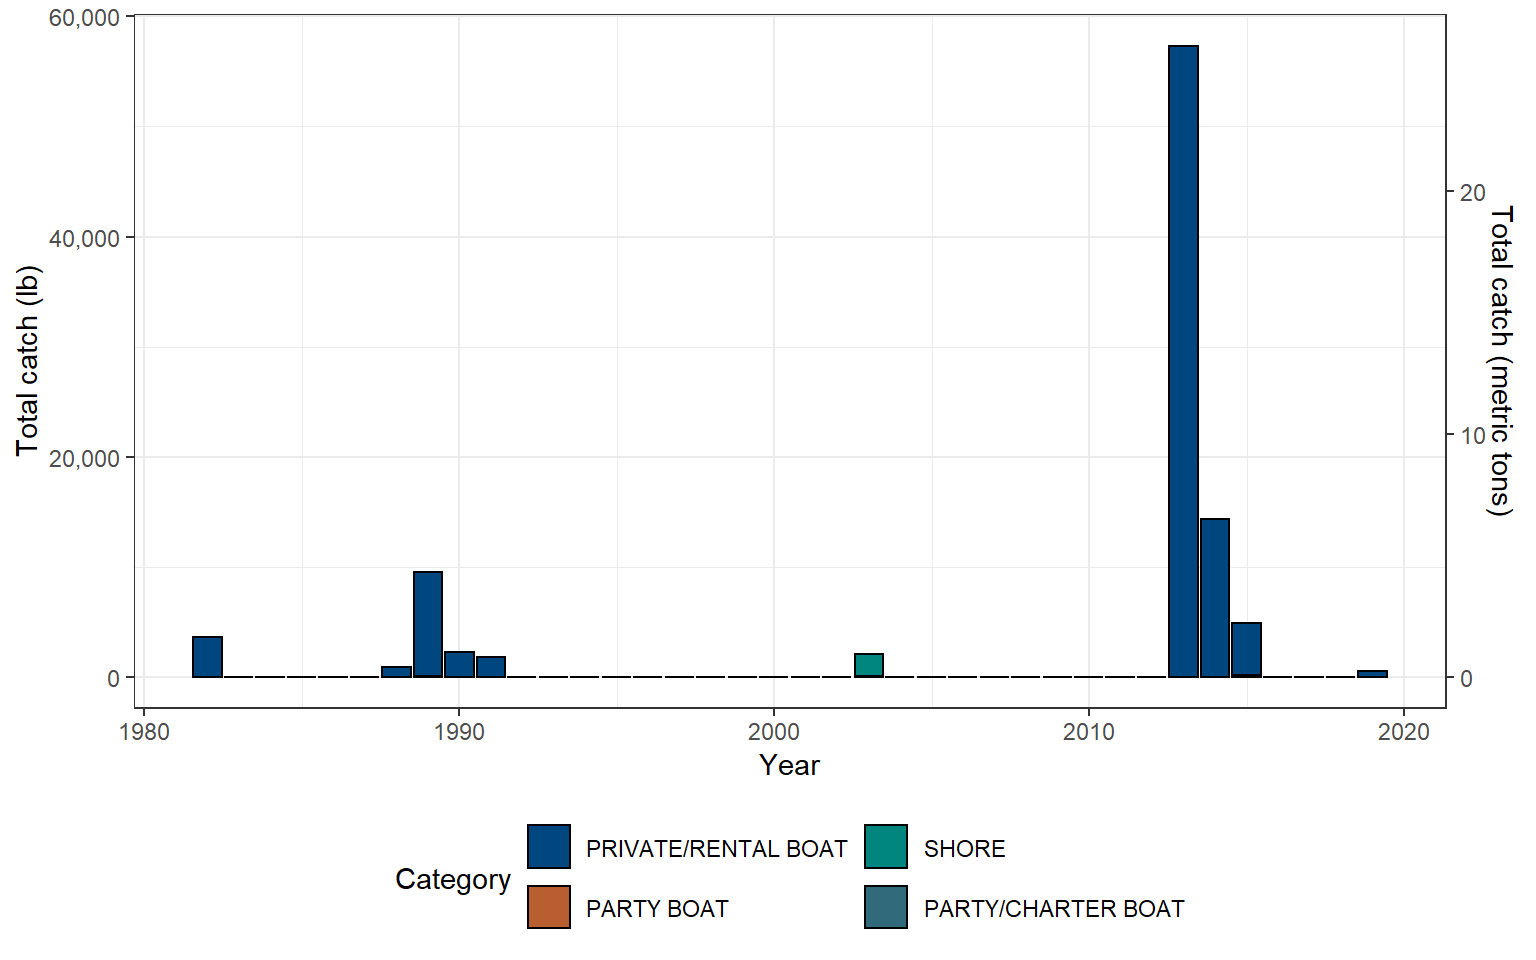 60,000
40,000
20,000
0
Total catch (lb)
20
10
0
Total catch (metric tons)
1980
1990
2000
2010
2020
Year
Category
PRIVATE/RENTAL BOAT
SHORE
PARTY BOAT
PARTY/CHARTER BOAT